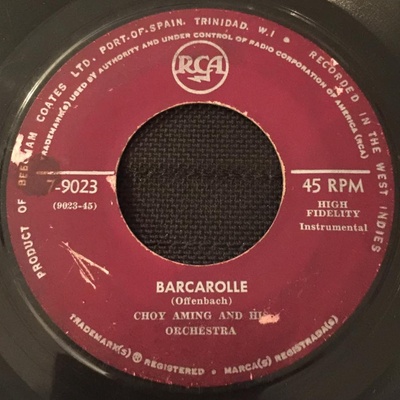 PRODUCT OF COATES LTD. PORT-OF-SPAIN, TRINIDAD, W.I • RECORDED IN THE WEST INDIES
TRADEMARK(s) USED BY AUTHORITY AND UNDER CONTROL OF RADIO CORPORATION OF AMERICA (RCA)
RCA
7-9023
(9023-45)
45 RPM
HIGH
FIDELITY
Instrumental
BARCAROLLE
(Offenbach)
CHOY AMING AND HIS
ORCHESTRA
TRADEMARK(S) ® REGISTERED • MARCA(S) REGISTRADA(S)